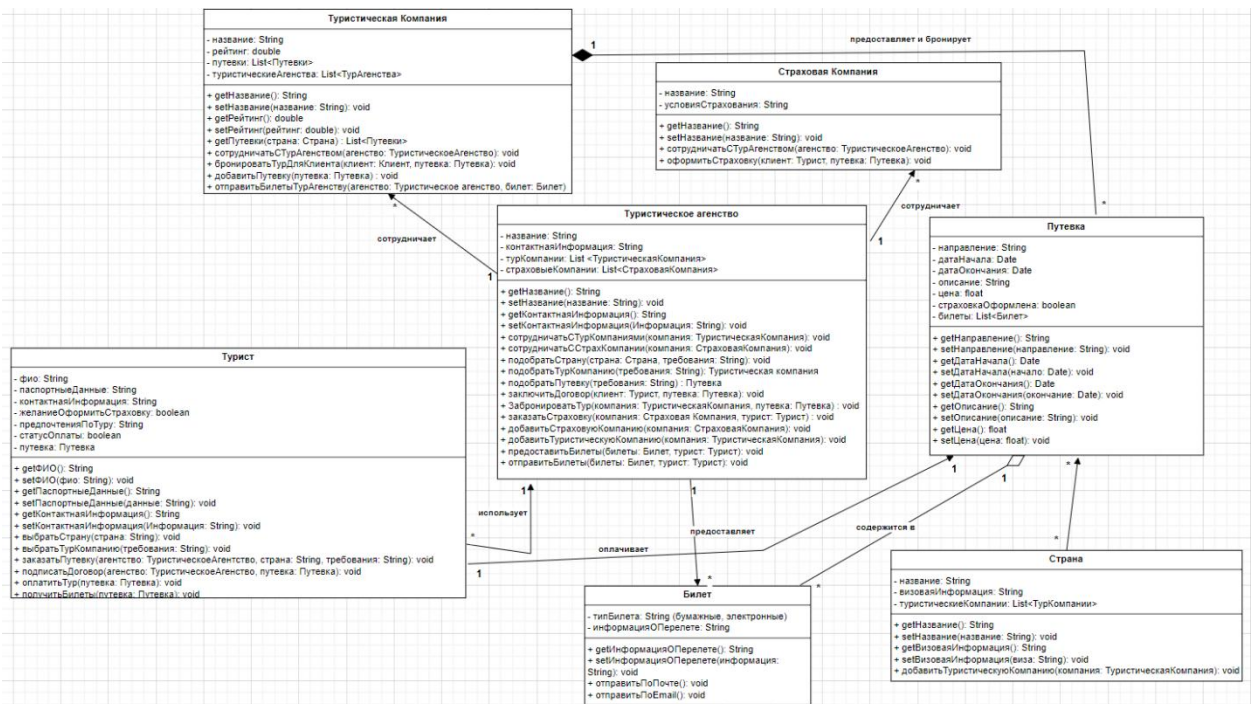 Туристическая Компания
- название: String
- рейтинг: double
- путевки: List<Путевки>
- туристическиеАгенства: List<ТурАгенства>
+ getНазвание(): String
+ setНазвание(название: String): void
+ getРейтинг(): double
+ setРейтинг(рейтинг: double): void
+ getПутевки(страна: Страна) : List<Путевки>
+ сотрудничатьСТурАгенством(агенство: ТуристическоеАгенство): void
+ бронироватьТурДляКлиента(клиент: Клиент, путевка: Путевка): void
+ добавитьПутевку(путевка: Путевка) : void
+ отправитьБилетыТурАгенству(агенство: Туристическое агенство, билет: Билет)
1
предоставляет и бронирует
*
Страховая Компания
- название: String
- условияСтрахования: String
+ getНазвание(): String
+ setНазвание(название: String): void
+ сотрудничатьСТурАгенством(агенство: ТуристическоеАгенство): void
+ оформитьСтраховку(клиент: Турист, путевка: Путевка): void
*
сотрудничает
1
*
сотрудничает
1
Туристическое агенство
- название: String
- контактнаяИнформация: String
- турКомпании: List <ТуристическаяКомпания>
- страховыеКомпании: List<СтраховаяКомпания>
+ getНазвание(): String
+ setНазвание(название: String): void
+ getКонтактнаяИнформация(): String
+ setКонтактнаяИнформация(Информация: String): void
+ сотрудничатьСТурКомпаниями(компания: ТуристическаяКомпания): void
+ сотрудничатьССтрахКомпании(компания: СтраховаяКомпания): void
+ подобратьСтрану(страна: Страна, требования: String): void
+ подобратьТурКомпанию(требования: String): Туристическая компания
+ подобратьПутевку(требования: String) : Путевка
+ заключитьДоговор(клиент: Турист, путевка: Путевка): void
+ ЗабронироватьТур(компания: ТуристическаяКомпания, путевка: Путевка) : void
+ заказатьСтраховку(компания: Страховая Компания, турист: Турист) : void
+ добавитьСтраховуюКомпанию(компания: СтраховаяКомпания): void
+ добавитьТуристическуюКомпанию(компания: ТуристическаяКомпания): void
+ предоставитьБилеты(билеты: Билет, турист: Турист): void
+ отправитьБилеты(билеты: Билет, турист: Турист): void
Путевка
- направление: String
- датаНачала: Date
- датаОкончания: Date
- описание: String
- цена: float
- страховкаОформлена: boolean
- билеты: List<Билет>
+ getНаправление(): String
+ setНаправление(направление: String): void
+ getДатаНачала(): Date
+ setДатаНачала(начало: Date): void
+ getДатаОкончания(): Date
+ setДатаОкончания(окончание: Date): void
+ getОписание(): String
+ setОписание(описание: String): void
+ getЦена(): float
+ setЦена(цена: float): void
Турист
- фио: String
- паспортныеДанные: String
- контактнаяИнформация: String
- желаниеОформитьСтраховку: boolean
- предпочтенияПоТуру: String
- статусОплаты: boolean
- путевка: Путевка
+ getФИО(): String
+ setФИО(фио: String): void
+ getПаспортныеДанные(): String
+ setПаспортныеДанные(данные: String): void
+ getКонтактнаяИнформация(): String
+ setКонтактнаяИнформация(Информация: String): void
+ выбратьСтрану(страна: String): void
+ выбратьТурКомпанию(требования: String): void
+ заказатьПутевку(агентство: ТуристическоеАгентство, страна: String, требования: String): void
+ подписатьДоговор(агенство: ТуристическоеАгенство, путевка: Путевка): void
+ оплатитьТур(путевка: Путевка): void
+ получитьБилеты(путевка: Путевка): void
1
использует
*
1
предоставляет
*
1
оплачивает
1
1
содержится в
*
*
*
Билет
- типБилета: String (бумажные, электронные)
- информацияОПерелете: String
+ getИнформацияОПерелете(): String
+ setИнформацияОПерелете(информация:
String): void
+ отправитьПоПочте(): void
+ отправитьПоEmail(): void
Страна
- название: String
- визоваяИнформация: String
- туристическиеКомпании: List<ТурКомпании>
+ getНазвание(): String
+ setНазвание(название: String): void
+ getВизоваяИнформация(): String
+ setВизоваяИнформация(виза: String): void
+ добавитьТуристическуюКомпанию(компания: ТуристическаяКомпания): void